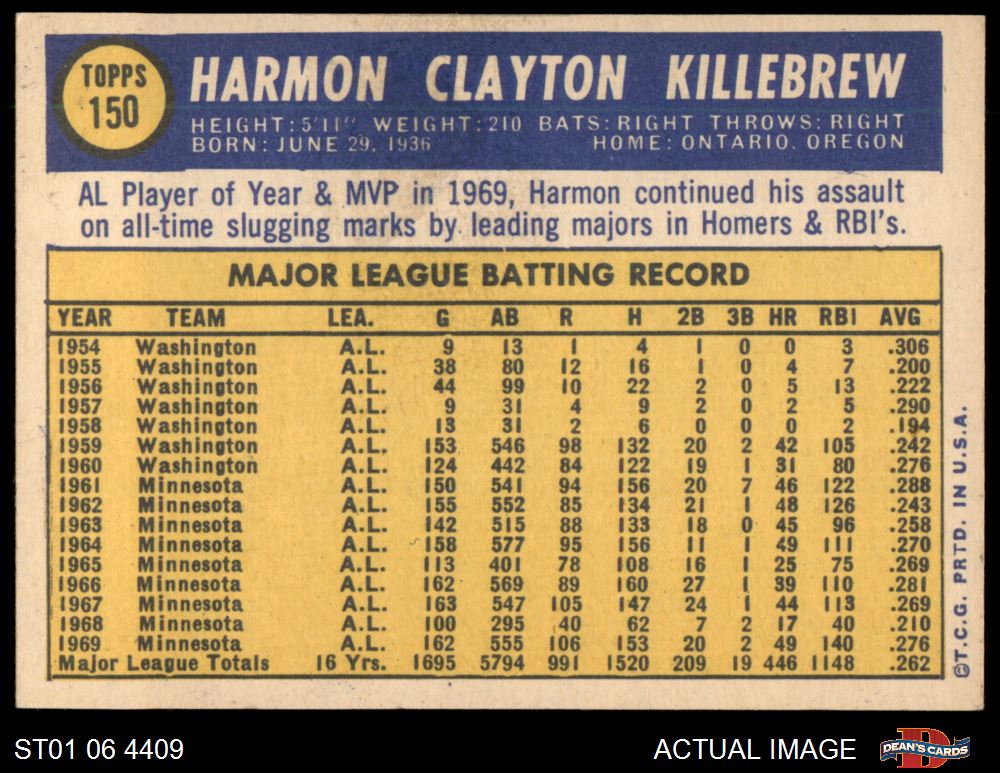 TOPPS
150
HARMON CLAYTON KILLEBREW
HEIGHT: 5'11" WEIGHT: 210 BATS: RIGHT THROWS: RIGHT
BORN: JUNE 29, 1936 HOME: ONTARIO, OREGON
AL Player of Year & MVP in 1969, Harmon continued his assault
on all-time slugging marks by leading majors in Homers & RBI's.
MAJOR LEAGUE BATTING RECORD
YEAR TEAM LEA. G AB R H 2B 3B HR RBI AVG
1954 Washington A.L. 9 13 1 4 1 0 0 3 .306
1955 Washington A.L. 38 80 12 16 1 0 4 7 .200
1956 Washington A.L. 44 99 10 22 2 0 5 13 .222
1957 Washington A.L. 9 31 4 9 2 0 2 5 .290
1958 Washington A.L. 13 31 2 6 0 0 0 2 .194
1959 Washington A.L. 153 546 98 132 20 2 42 105 .242
1960 Washington A.L. 124 442 84 122 19 1 31 80 .276
1961 Minnesota A.L. 150 541 94 156 20 7 46 122 .288
1962 Minnesota A.L. 155 552 85 134 21 1 48 126 .243
1963 Minnesota A.L. 142 515 88 133 18 0 45 96 .258
1964 Minnesota A.L. 158 577 95 156 11 1 49 111 .270
1965 Minnesota A.L. 113 401 78 108 16 1 25 75 .269
1966 Minnesota A.L. 162 569 89 160 27 1 39 110 .281
1967 Minnesota A.L. 163 547 105 147 24 1 44 113 .269
1968 Minnesota A.L. 100 295 40 62 7 2 17 40 .210
1969 Minnesota A.L. 162 555 106 153 20 2 49 140 .276
Major League Totals 16 Yrs. 1695 5794 991 1520 209 19 446 1148 .262
©T.C.G. PRTD. IN U.S.A.
ST01 06 4409
ACTUAL IMAGE
DEAN'S CARDS